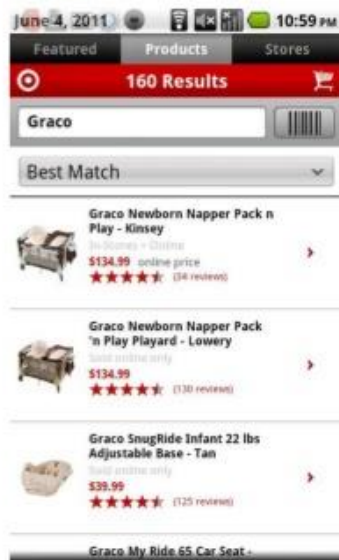 June 4, 2011 10:59 PM
Featured Products Stores
160 Results
Graco
Best Match
Graco Newborn Napper Pack n
Play - Kinsey
In-Stores + Online
$134.99 online price
(34 reviews)
Graco Newborn Napper Pack
'n Play Playard - Lowery
Sold online only
$134.99
(130 reviews)
Graco SnugRide Infant 22 lbs
Adjustable Base - Tan
Sold online only
$39.99
(125 reviews)
Graco My Ride 65 Car Seat -